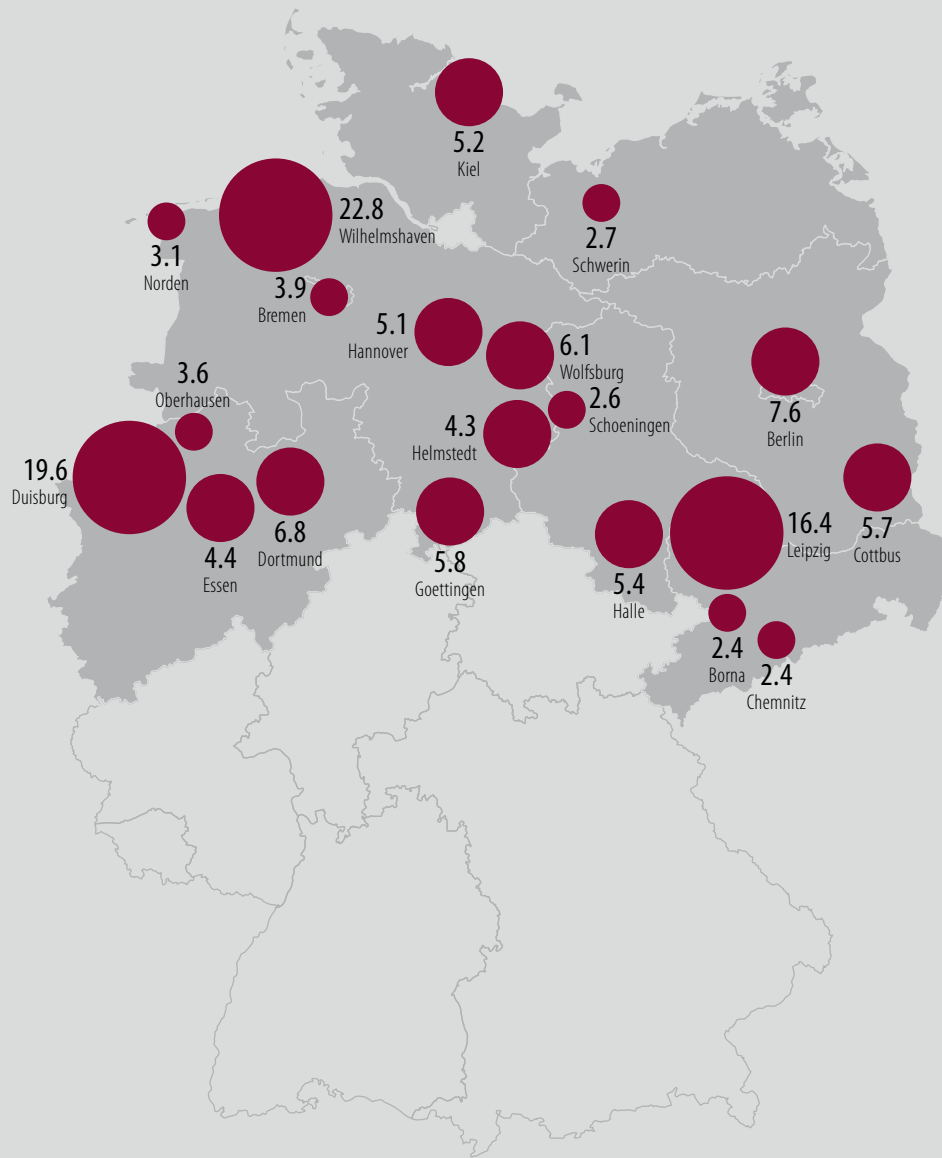 5.2
Kiel
22.8
Wilhelmshaven
2.7
Schwerin
3.1
Norden
3.9
Bremen
5.1
Hannover
6.1
Wolfsburg
3.6
Oberhausen
2.6
Schoeningen
7.6
Berlin
4.3
Helmstedt
19.6
Duisburg
6.8
Dortmund
4.4
Essen
5.8
Goettingen
5.4
Halle
16.4
Leipzig
5.7
Cottbus
2.4
Borna
2.4
Chemnitz